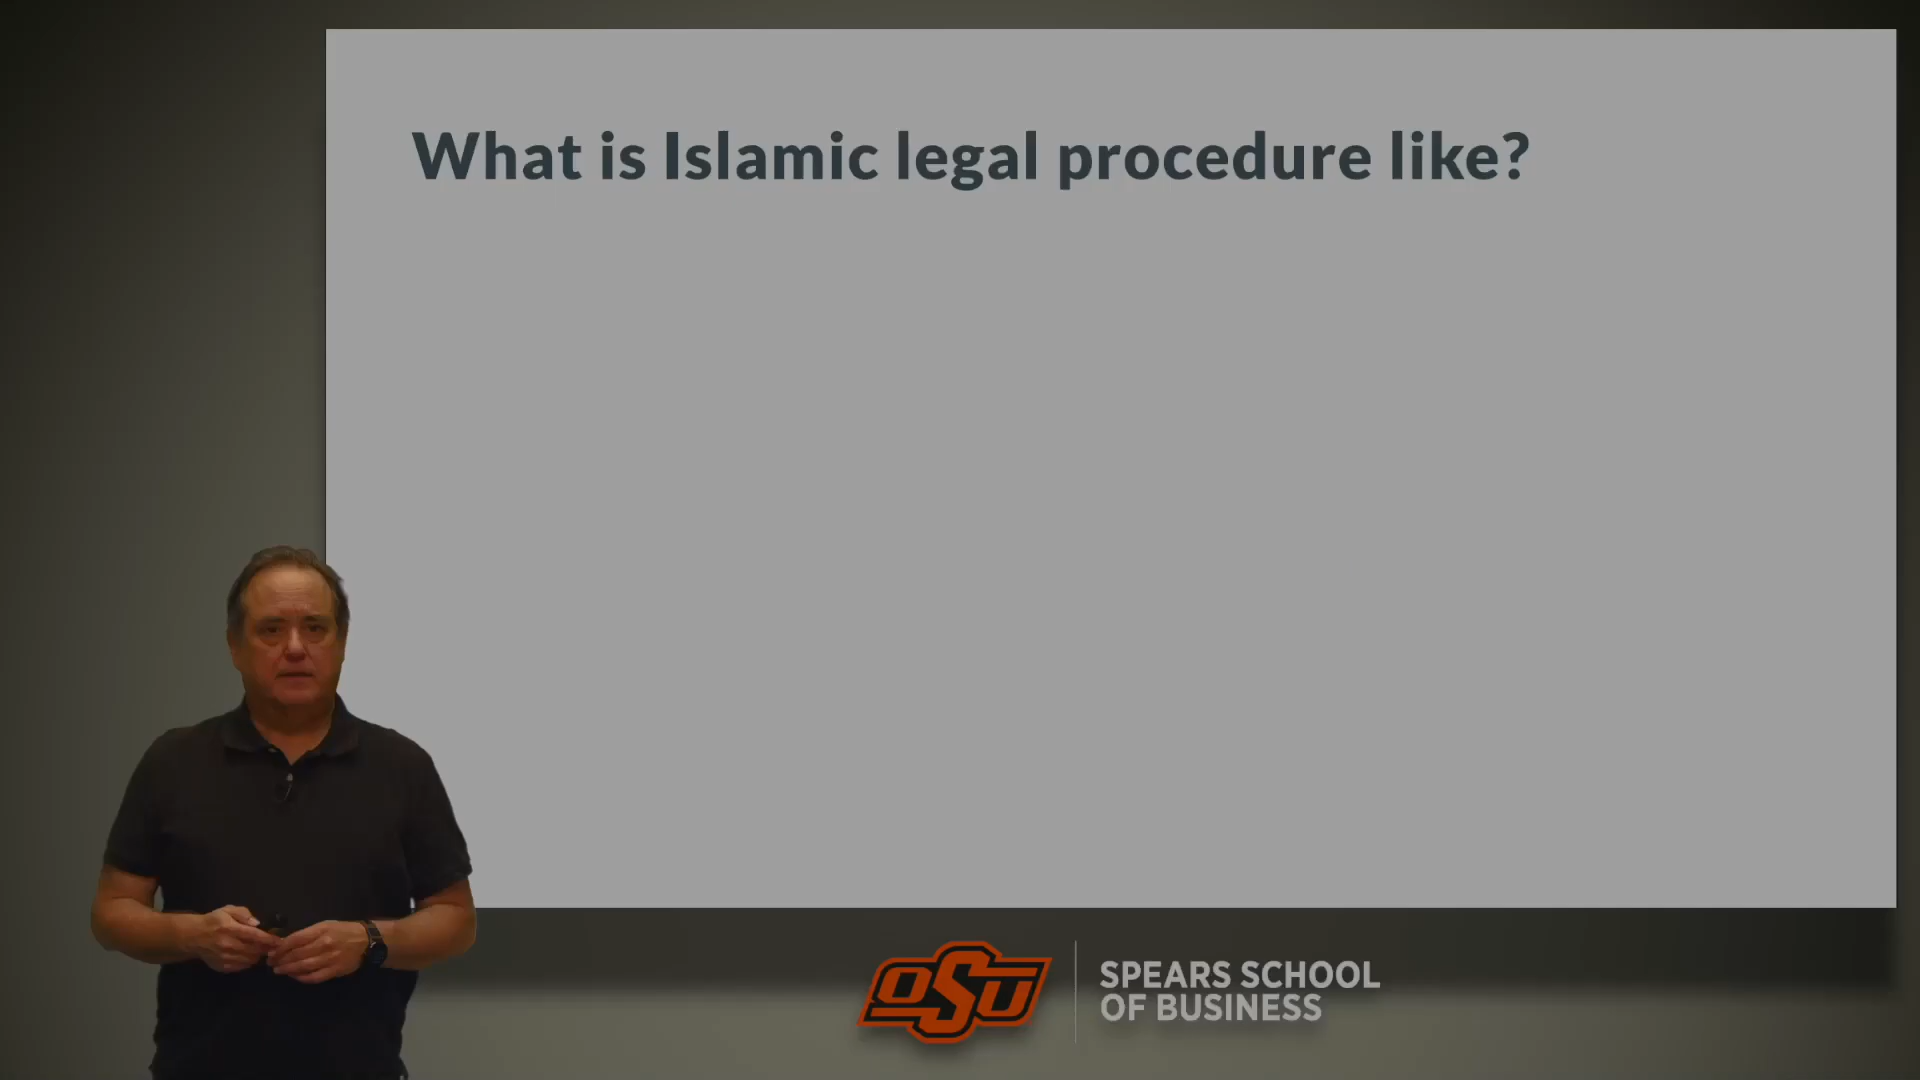 What is Islamic legal procedure like?
OSU
SPEARS SCHOOL
OF BUSINESS